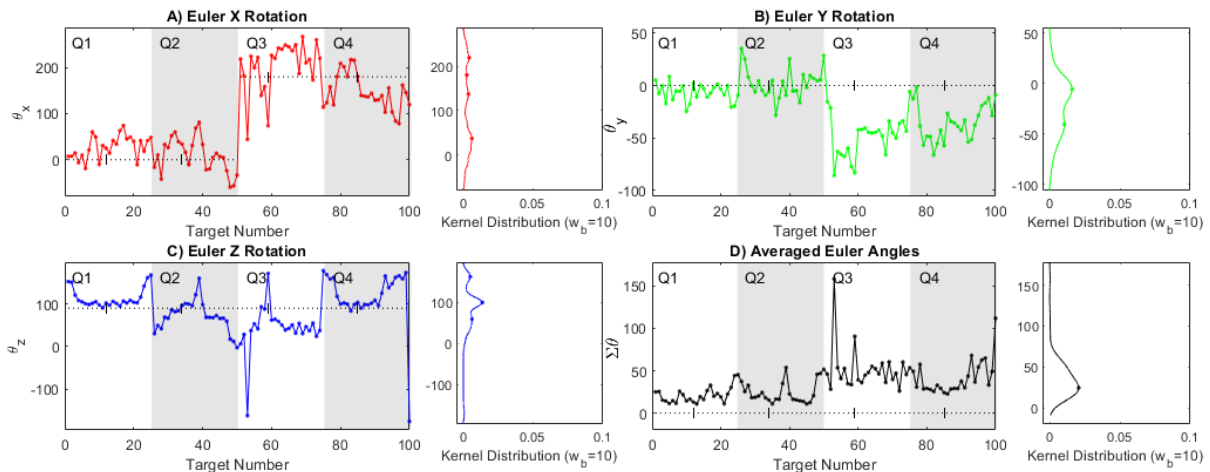 A) Euler X Rotation
Q1 Q2 Q3 Q4
200
100
0
θx
0 20 40 60 80 100
Target Number
200
100
0
0 0.05 0.1
Kernel Distribution (wb=10)
B) Euler Y Rotation
Q1 Q2 Q3 Q4
50
0
-50
-100
θy
0 20 40 60 80 100
Target Number
50
0
-50
-100
0 0.05 0.1
Kernel Distribution (wb=10)
C) Euler Z Rotation
Q1 Q2 Q3 Q4
100
0
-100
θz
0 20 40 60 80 100
Target Number
100
0
-100
0 0.05 0.1
Kernel Distribution (wb=10)
D) Averaged Euler Angles
Q1 Q2 Q3 Q4
150
100
50
0
Σθ
0 20 40 60 80 100
Target Number
150
100
50
0
0 0.05 0.1
Kernel Distribution (wb=10)